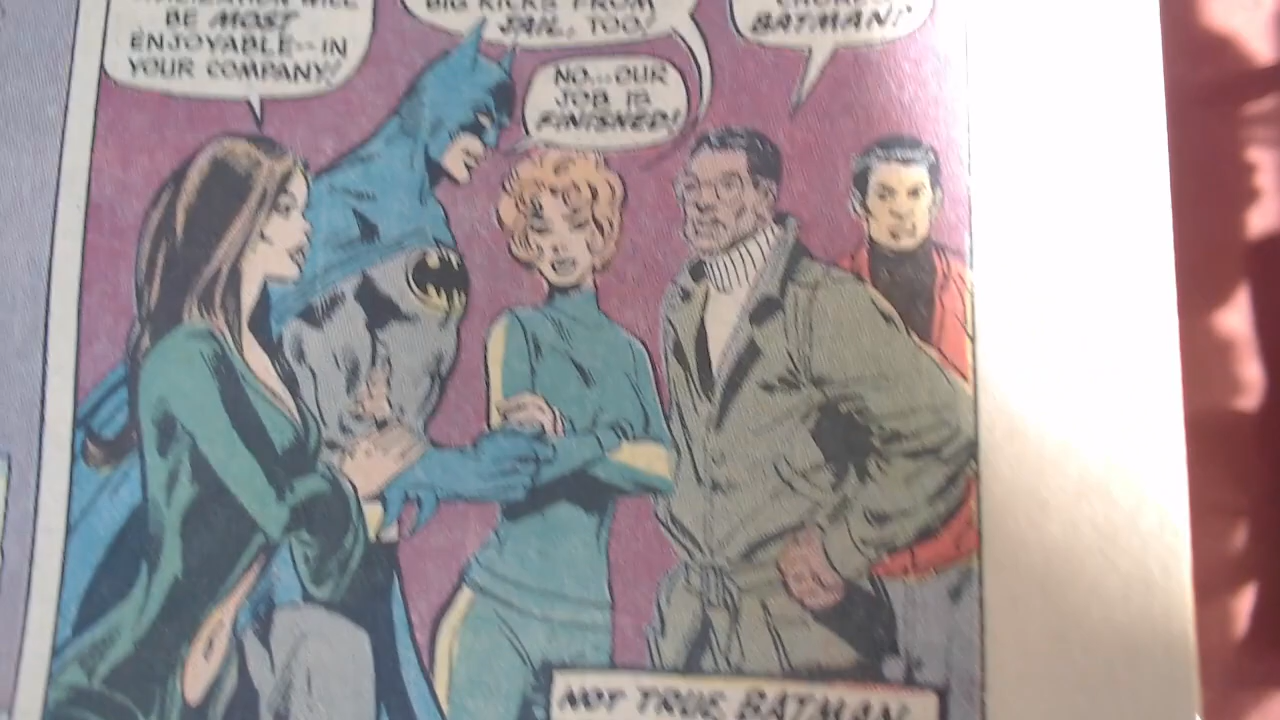 WILL
BE MOST
ENJOYABLE--IN
YOUR COMPANY!
BIG KICKS FROM
JAIL, TOO!
NO...OUR
JOB IS
FINISHED!
BATMAN!
NOT TRUE, BATMAN.